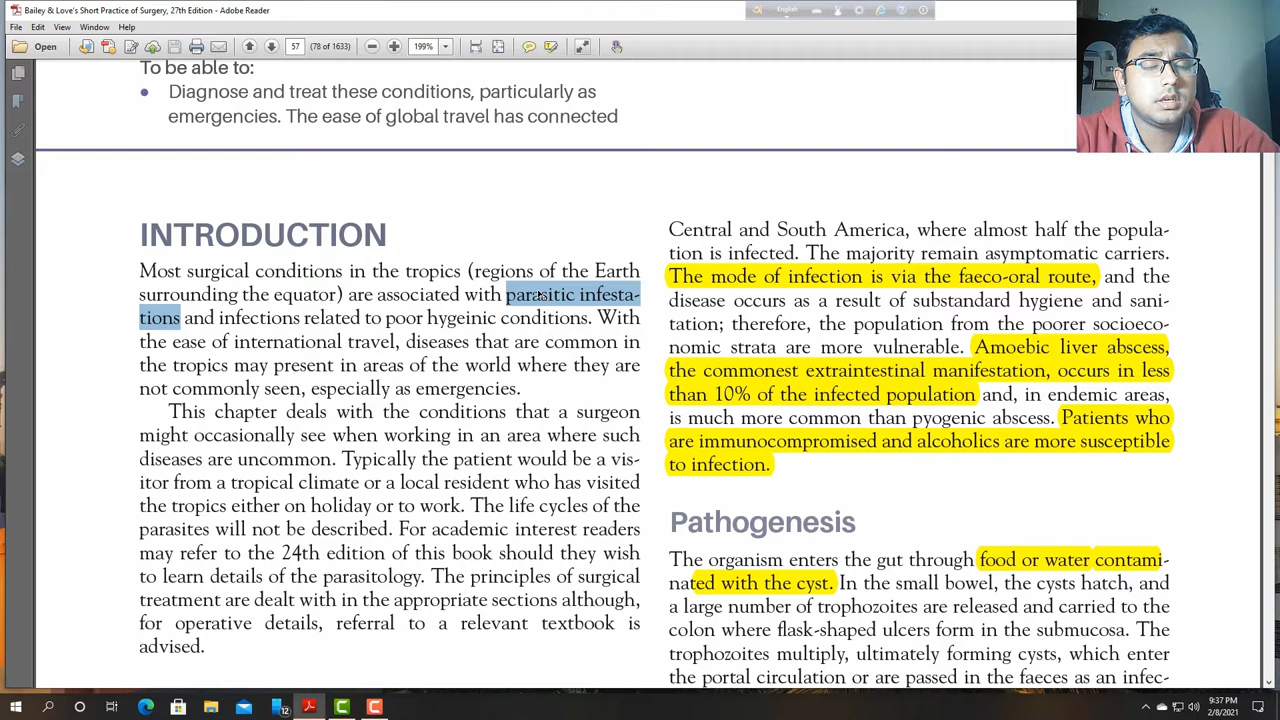 Bailey & Love's Short Practice of Surgery, 27th Edition - Adobe Reader
English
File Edit View Window Help
Open
57
(78 of 1633)
199%
To be able to:
• Diagnose and treat these conditions, particularly as
emergencies. The ease of global travel has connected
INTRODUCTION
Most surgical conditions in the tropics (regions of the Earth
surrounding the equator) are associated with parasitic infesta-
tions and infections related to poor hygeinic conditions. With
the ease of international travel, diseases that are common in
the tropics may present in areas of the world where they are
not commonly seen, especially as emergencies.
This chapter deals with the conditions that a surgeon
might occasionally see when working in an area where such
diseases are uncommon. Typically the patient would be a vis-
itor from a tropical climate or a local resident who has visited
the tropics either on holiday or to work. The life cycles of the
parasites will not be described. For academic interest readers
may refer to the 24th edition of this book should they wish
to learn details of the parasitology. The principles of surgical
treatment are dealt with in the appropriate sections although,
for operative details, referral to a relevant textbook is
advised.
Central and South America, where almost half the popula-
tion is infected. The majority remain asymptomatic carriers.
The mode of infection is via the faeco-oral route, and the
disease occurs as a result of substandard hygiene and sani-
tation; therefore, the population from the poorer socioeco-
nomic strata are more vulnerable. Amoebic liver abscess,
the commonest extraintestinal manifestation, occurs in less
than 10% of the infected population and, in endemic areas,
is much more common than pyogenic abscess. Patients who
are immunocompromised and alcoholics are more susceptible
to infection.
Pathogenesis
The organism enters the gut through food or water contami-
nated with the cyst. In the small bowel, the cysts hatch, and
a large number of trophozoites are released and carried to the
colon where flask-shaped ulcers form in the submucosa. The
trophozoites multiply, ultimately forming cysts, which enter
the portal circulation or are passed in the faeces as an infec-
12
9:37 PM
2/8/2021